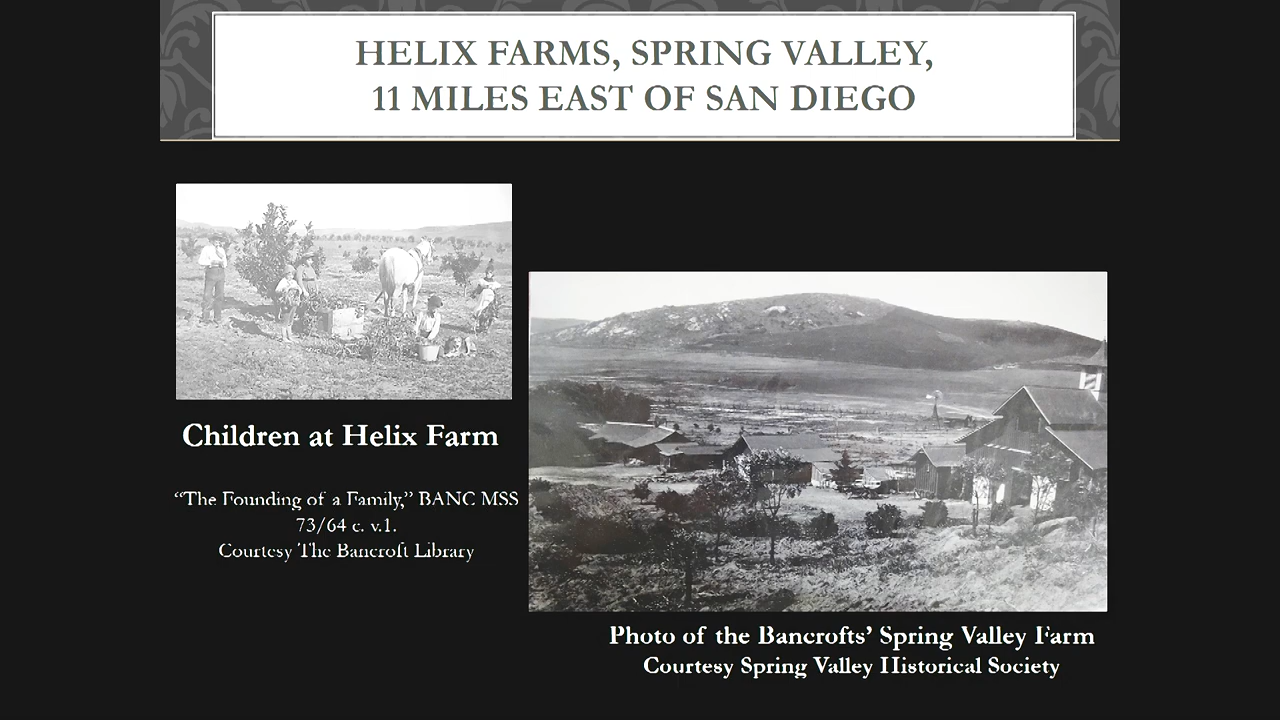 HELIX FARMS, SPRING VALLEY,
11 MILES EAST OF SAN DIEGO
Children at Helix Farm
“The Founding of a Family,” BANC MSS
73/64 c. v.1.
Courtesy The Bancroft Library
Photo of the Bancrofts’ Spring Valley Farm
Courtesy Spring Valley Historical Society